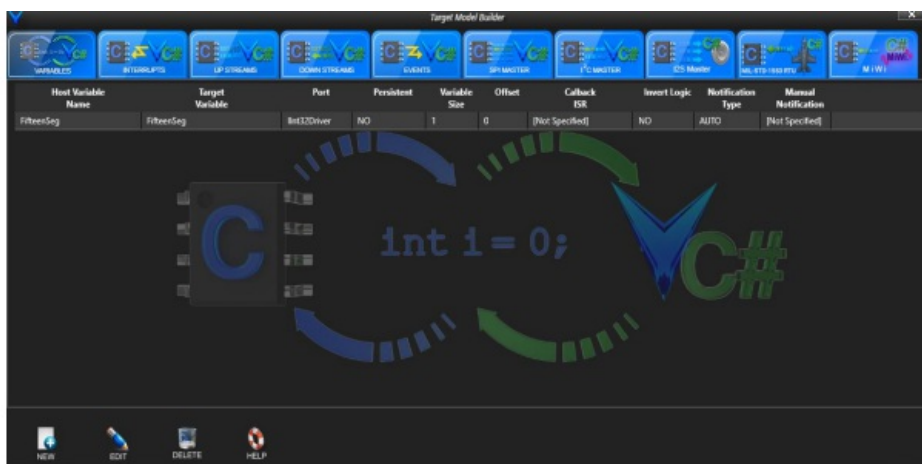 Target Model Builder
VARIABLES
INTERRUPTS
UP STREAMS
DOWN STREAMS
EVENTS
SPI MASTER
I²C MASTER
I2S Master
MIL-STD-1553 RTU
MiWi
Host Variable Name
Target Variable
Port
Persistent
Variable Size
Offset
Calback ISR
Invert Logic
Notification Type
Manual Notification
FifteenSeg FifteenSeg IInt32Driver NO 1 0 [Not Specified] NO AUTO [Not Specified]
C
int i = 0;
C#
NEW
EDIT
DELETE
HELP